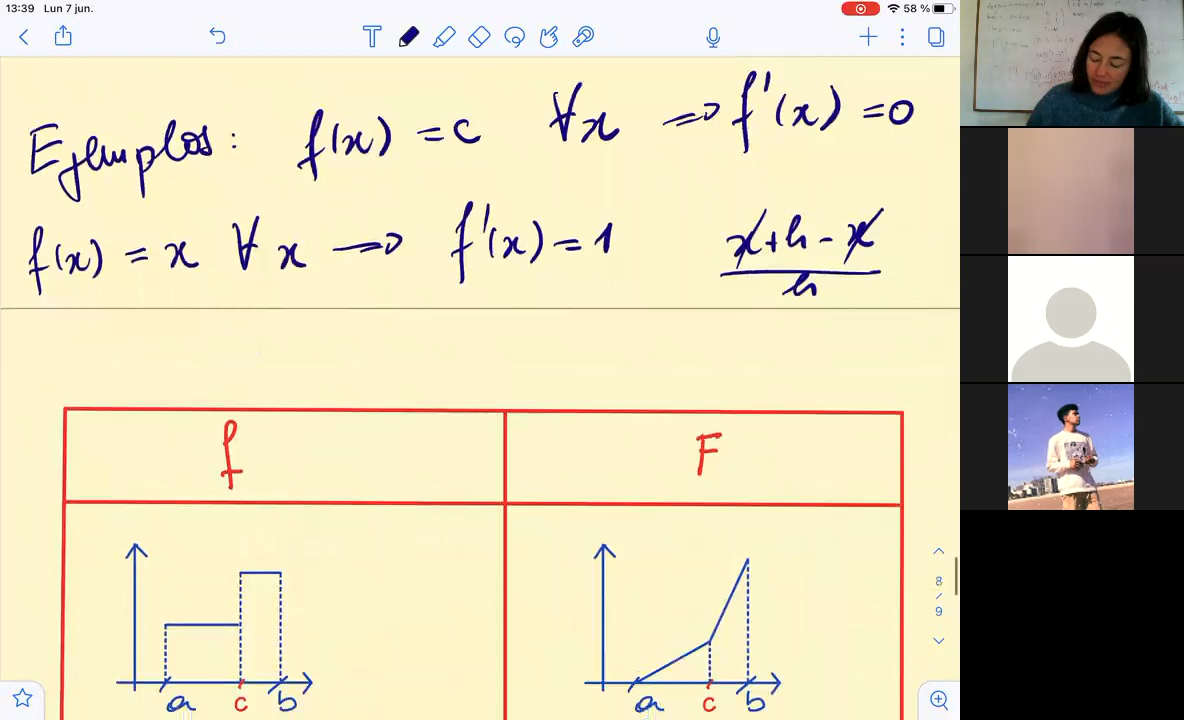 13:39 Lun 7 jun. 58 %
T
Ejemplos: f(x) = c ∀x ⇒ f'(x) = 0
f(x) = x ∀x ⇒ f'(x) = 1 x+h-x/h
f F
a c b a c b
8
/
9